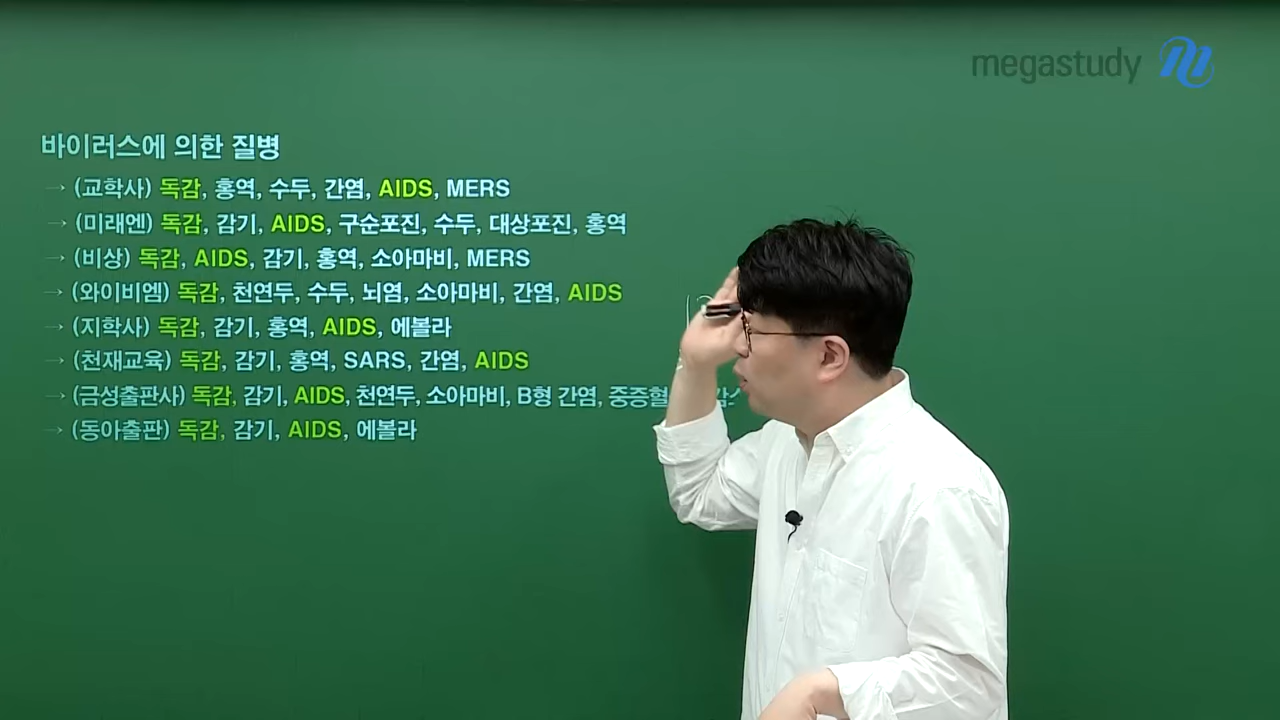 megastudy
바이러스에 의한 질병
→ (교학사) 독감, 홍역, 수두, 간염, AIDS, MERS
→ (미래엔) 독감, 감기, AIDS, 구순포진, 수두, 대상포진, 홍역
→ (비상) 독감, AIDS, 감기, 홍역, 소아마비, MERS
→ (와이비엠) 독감, 천연두, 수두, 뇌염, 소아마비, 간염, AIDS
→ (지학사) 독감, 감기, 홍역, AIDS, 에볼라
→ (천재교육) 독감, 감기, 홍역, SARS, 간염, AIDS
→ (금성출판사) 독감, 감기, AIDS, 천연두, 소아마비, B형 간염,
→ (동아출판) 독감, 감기, AIDS, 에볼라